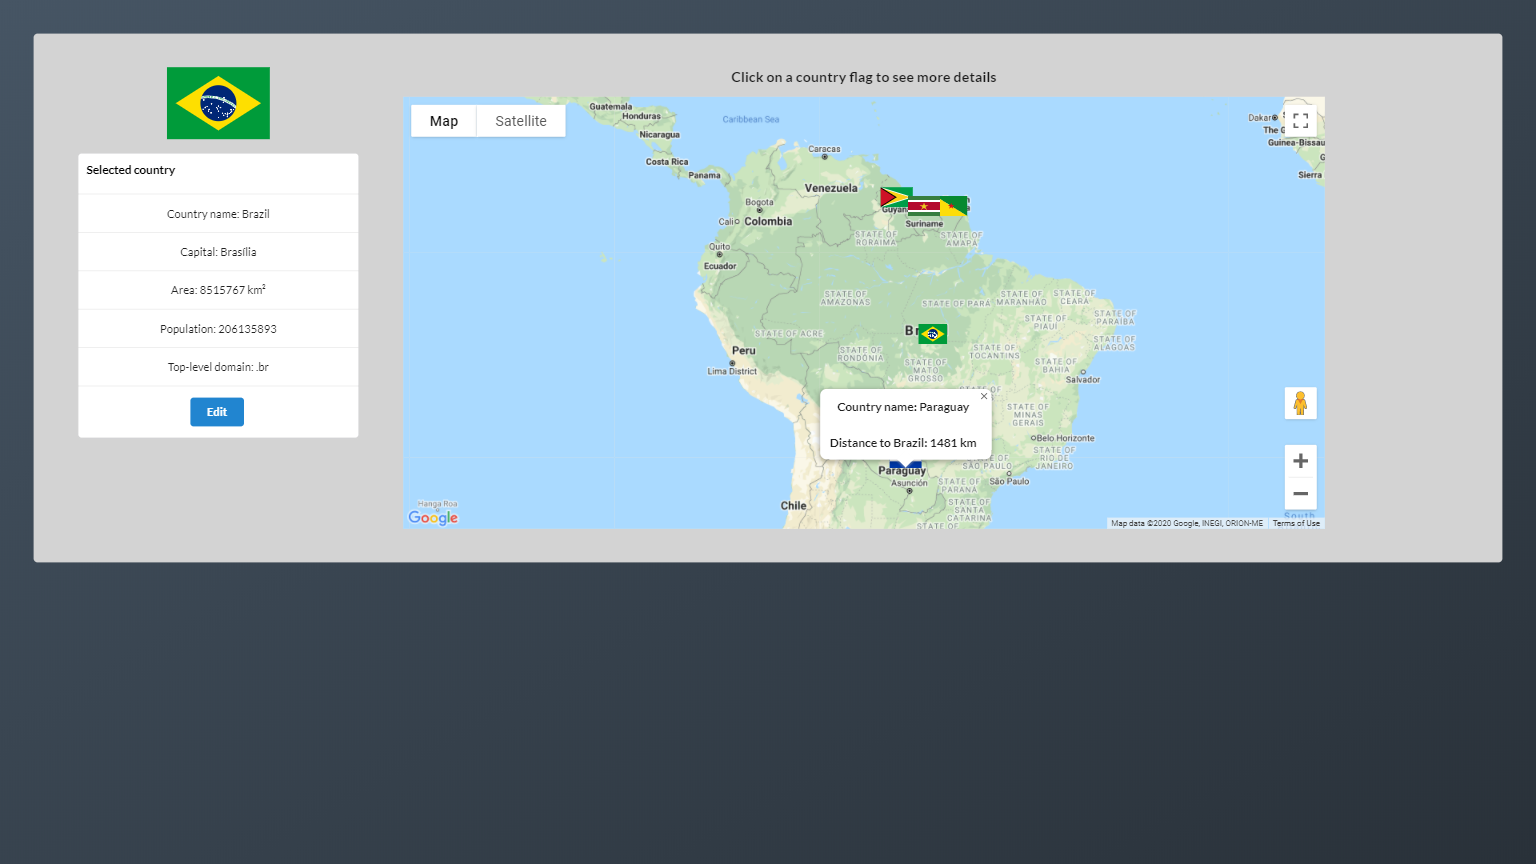 Click on a country flag to see more details
Selected country
Country name: Brazil
Capital: Brasília
Area: 8515767 km²
Population: 206135893
Top-level domain: .br
Edit
Map
Satellite
Guatemala
Honduras
Nicaragua
Costa Rica
Panama
Caribbean Sea
Caracas
Venezuela
Bogota
Cali
Colombia
Quito
Ecuador
Guyan
Suriname
STATE OF RORAIMA
STATE OF AMAPÁ
Dakar
The G
Guinea-Bissau
Sierra
STATE OF AMAZONAS
STATE OF PARÁ
STATE OF MARANHÃO
STATE OF CEARÁ
STATE OF PIAUÍ
STATE OF PARAÍBA
STATE OF ALAGOAS
STATE OF ACRE
Br
Peru
Lima District
STATE OF RONDÔNIA
STATE OF MATO GROSSO
STATE OF TOCANTINS
STATE OF BAHIA
Salvador
Country name: Paraguay
Distance to Brazil: 1481 km
STATE OF MINAS GERAIS
Belo Horizonte
STATE OF RIO DE JANEIRO
SÃO PAULO
São Paulo
Paraguay
Asunción
STATE OF PARANÁ
STATE OF SANTA CATARINA
STATE OF
Chile
Hanga Roa
Google
South
Map data ©2020 Google, INEGI, ORION-ME
Terms of Use